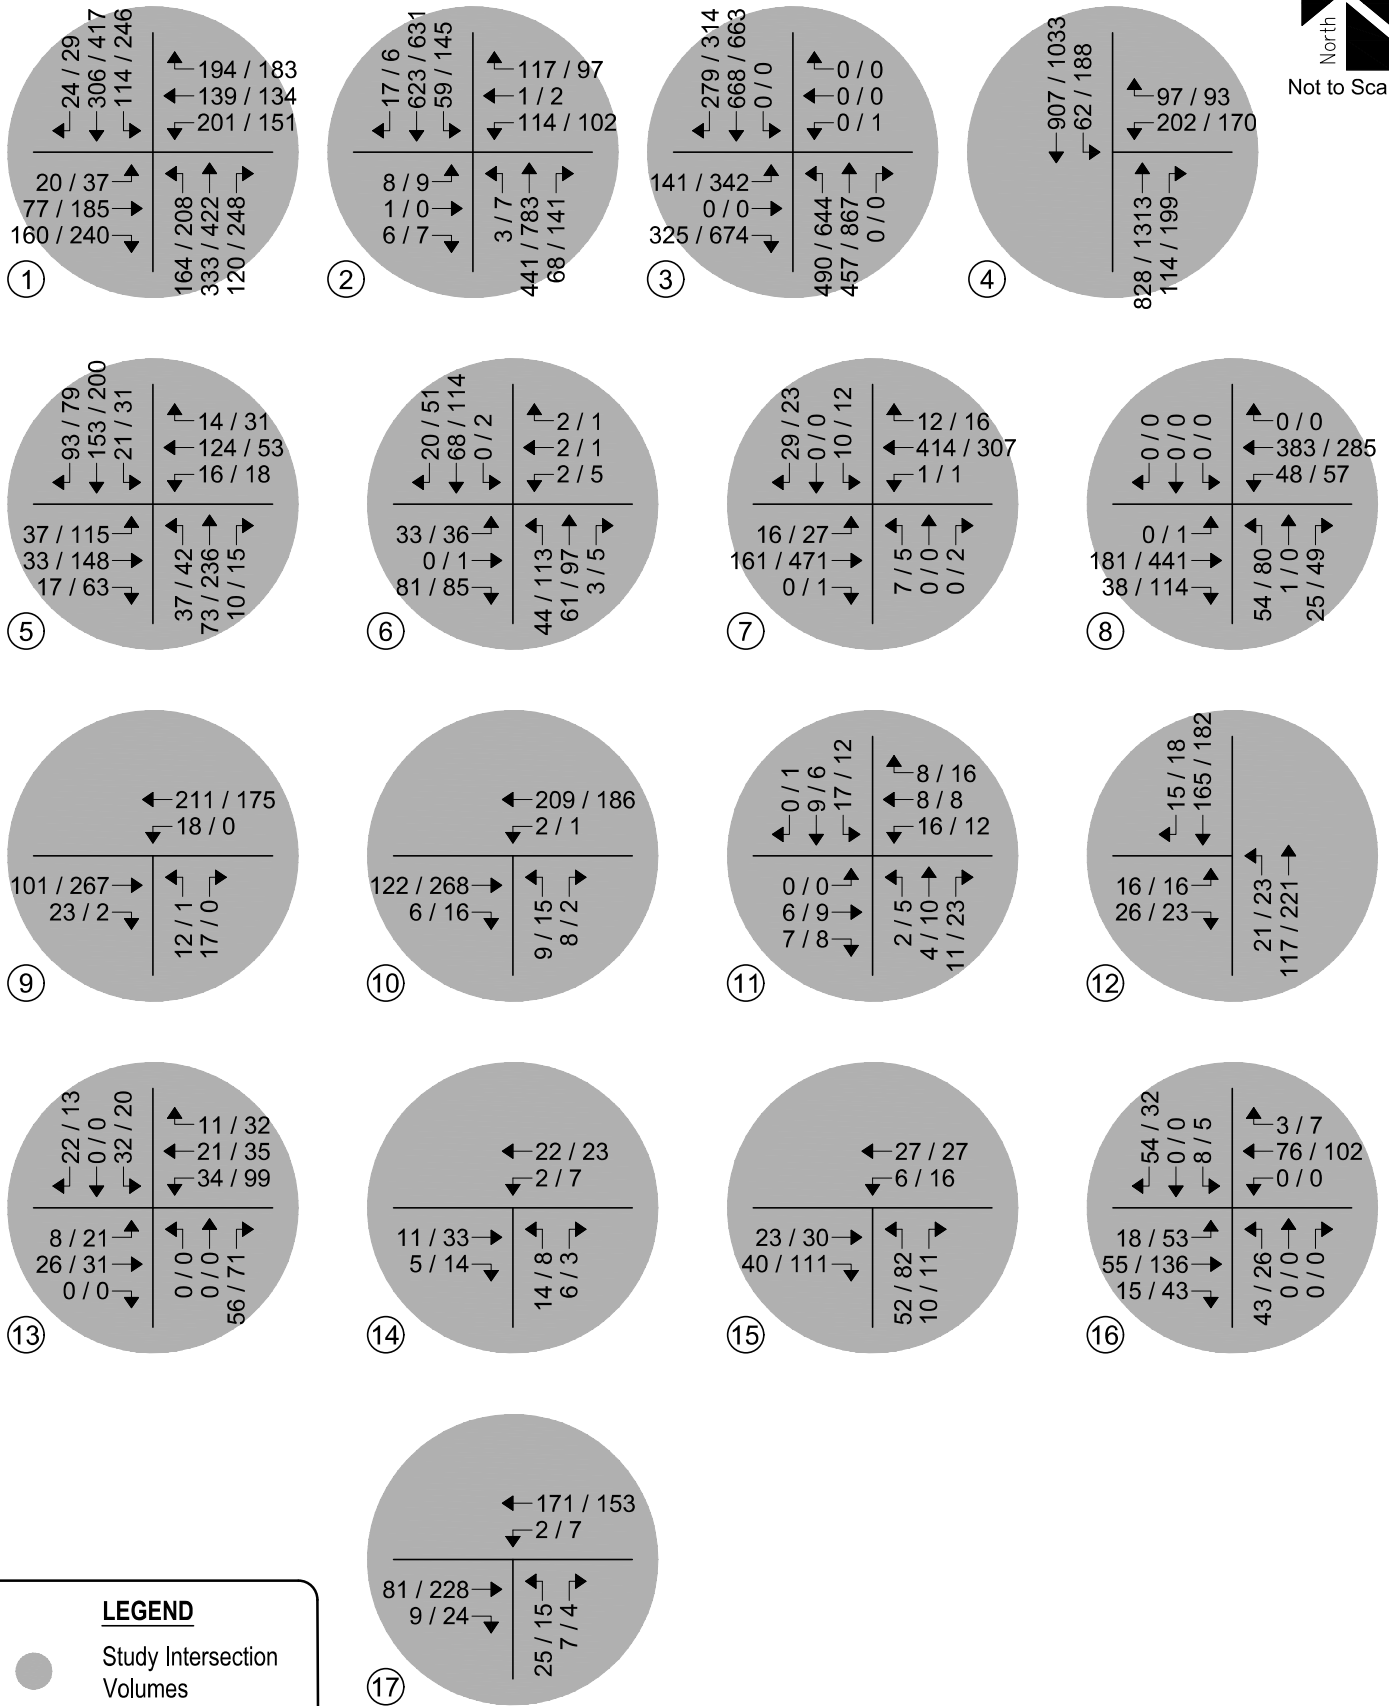 North
Not to Sca
24 / 29
306 / 417
114 / 246
194 / 183
139 / 134
201 / 151
20 / 37
77 / 185
160 / 240
164 / 208
333 / 422
120 / 248
1
17 / 6
623 / 631
59 / 145
117 / 97
1 / 2
114 / 102
8 / 9
1 / 0
6 / 7
3 / 7
441 / 783
68 / 141
2
279 / 314
668 / 663
0 / 0
0 / 0
0 / 0
0 / 1
141 / 342
0 / 0
325 / 674
490 / 644
457 / 867
0 / 0
3
907 / 1033
62 / 188
97 / 93
202 / 170
828 / 1313
114 / 199
4
93 / 79
153 / 200
21 / 31
14 / 31
124 / 53
16 / 18
37 / 115
33 / 148
17 / 63
37 / 42
73 / 236
10 / 15
5
20 / 51
68 / 114
0 / 2
2 / 1
2 / 1
2 / 5
33 / 36
0 / 1
81 / 85
44 / 113
61 / 97
3 / 5
6
29 / 23
0 / 0
10 / 12
12 / 16
414 / 307
1 / 1
16 / 27
161 / 471
0 / 1
7 / 5
0 / 0
0 / 2
7
0 / 0
0 / 0
0 / 0
0 / 0
383 / 285
48 / 57
0 / 1
181 / 441
38 / 114
54 / 80
1 / 0
25 / 49
8
211 / 175
18 / 0
101 / 267
23 / 2
12 / 1
17 / 0
9
209 / 186
2 / 1
122 / 268
6 / 16
9 / 15
8 / 2
10
0 / 1
9 / 6
17 / 12
8 / 16
8 / 8
16 / 12
0 / 0
6 / 9
7 / 8
2 / 5
4 / 10
11 / 23
11
15 / 18
165 / 182
16 / 16
26 / 23
21 / 23
117 / 221
12
22 / 13
0 / 0
32 / 20
11 / 32
21 / 35
34 / 99
8 / 21
26 / 31
0 / 0
0 / 0
0 / 0
56 / 71
13
22 / 23
2 / 7
11 / 33
5 / 14
14 / 8
6 / 3
14
27 / 27
6 / 16
23 / 30
40 / 111
52 / 82
10 / 11
15
54 / 32
0 / 0
8 / 5
3 / 7
76 / 102
0 / 0
18 / 53
55 / 136
15 / 43
43 / 26
0 / 0
0 / 0
16
171 / 153
2 / 7
81 / 228
9 / 24
25 / 15
7 / 4
17
LEGEND
Study Intersection
Volumes